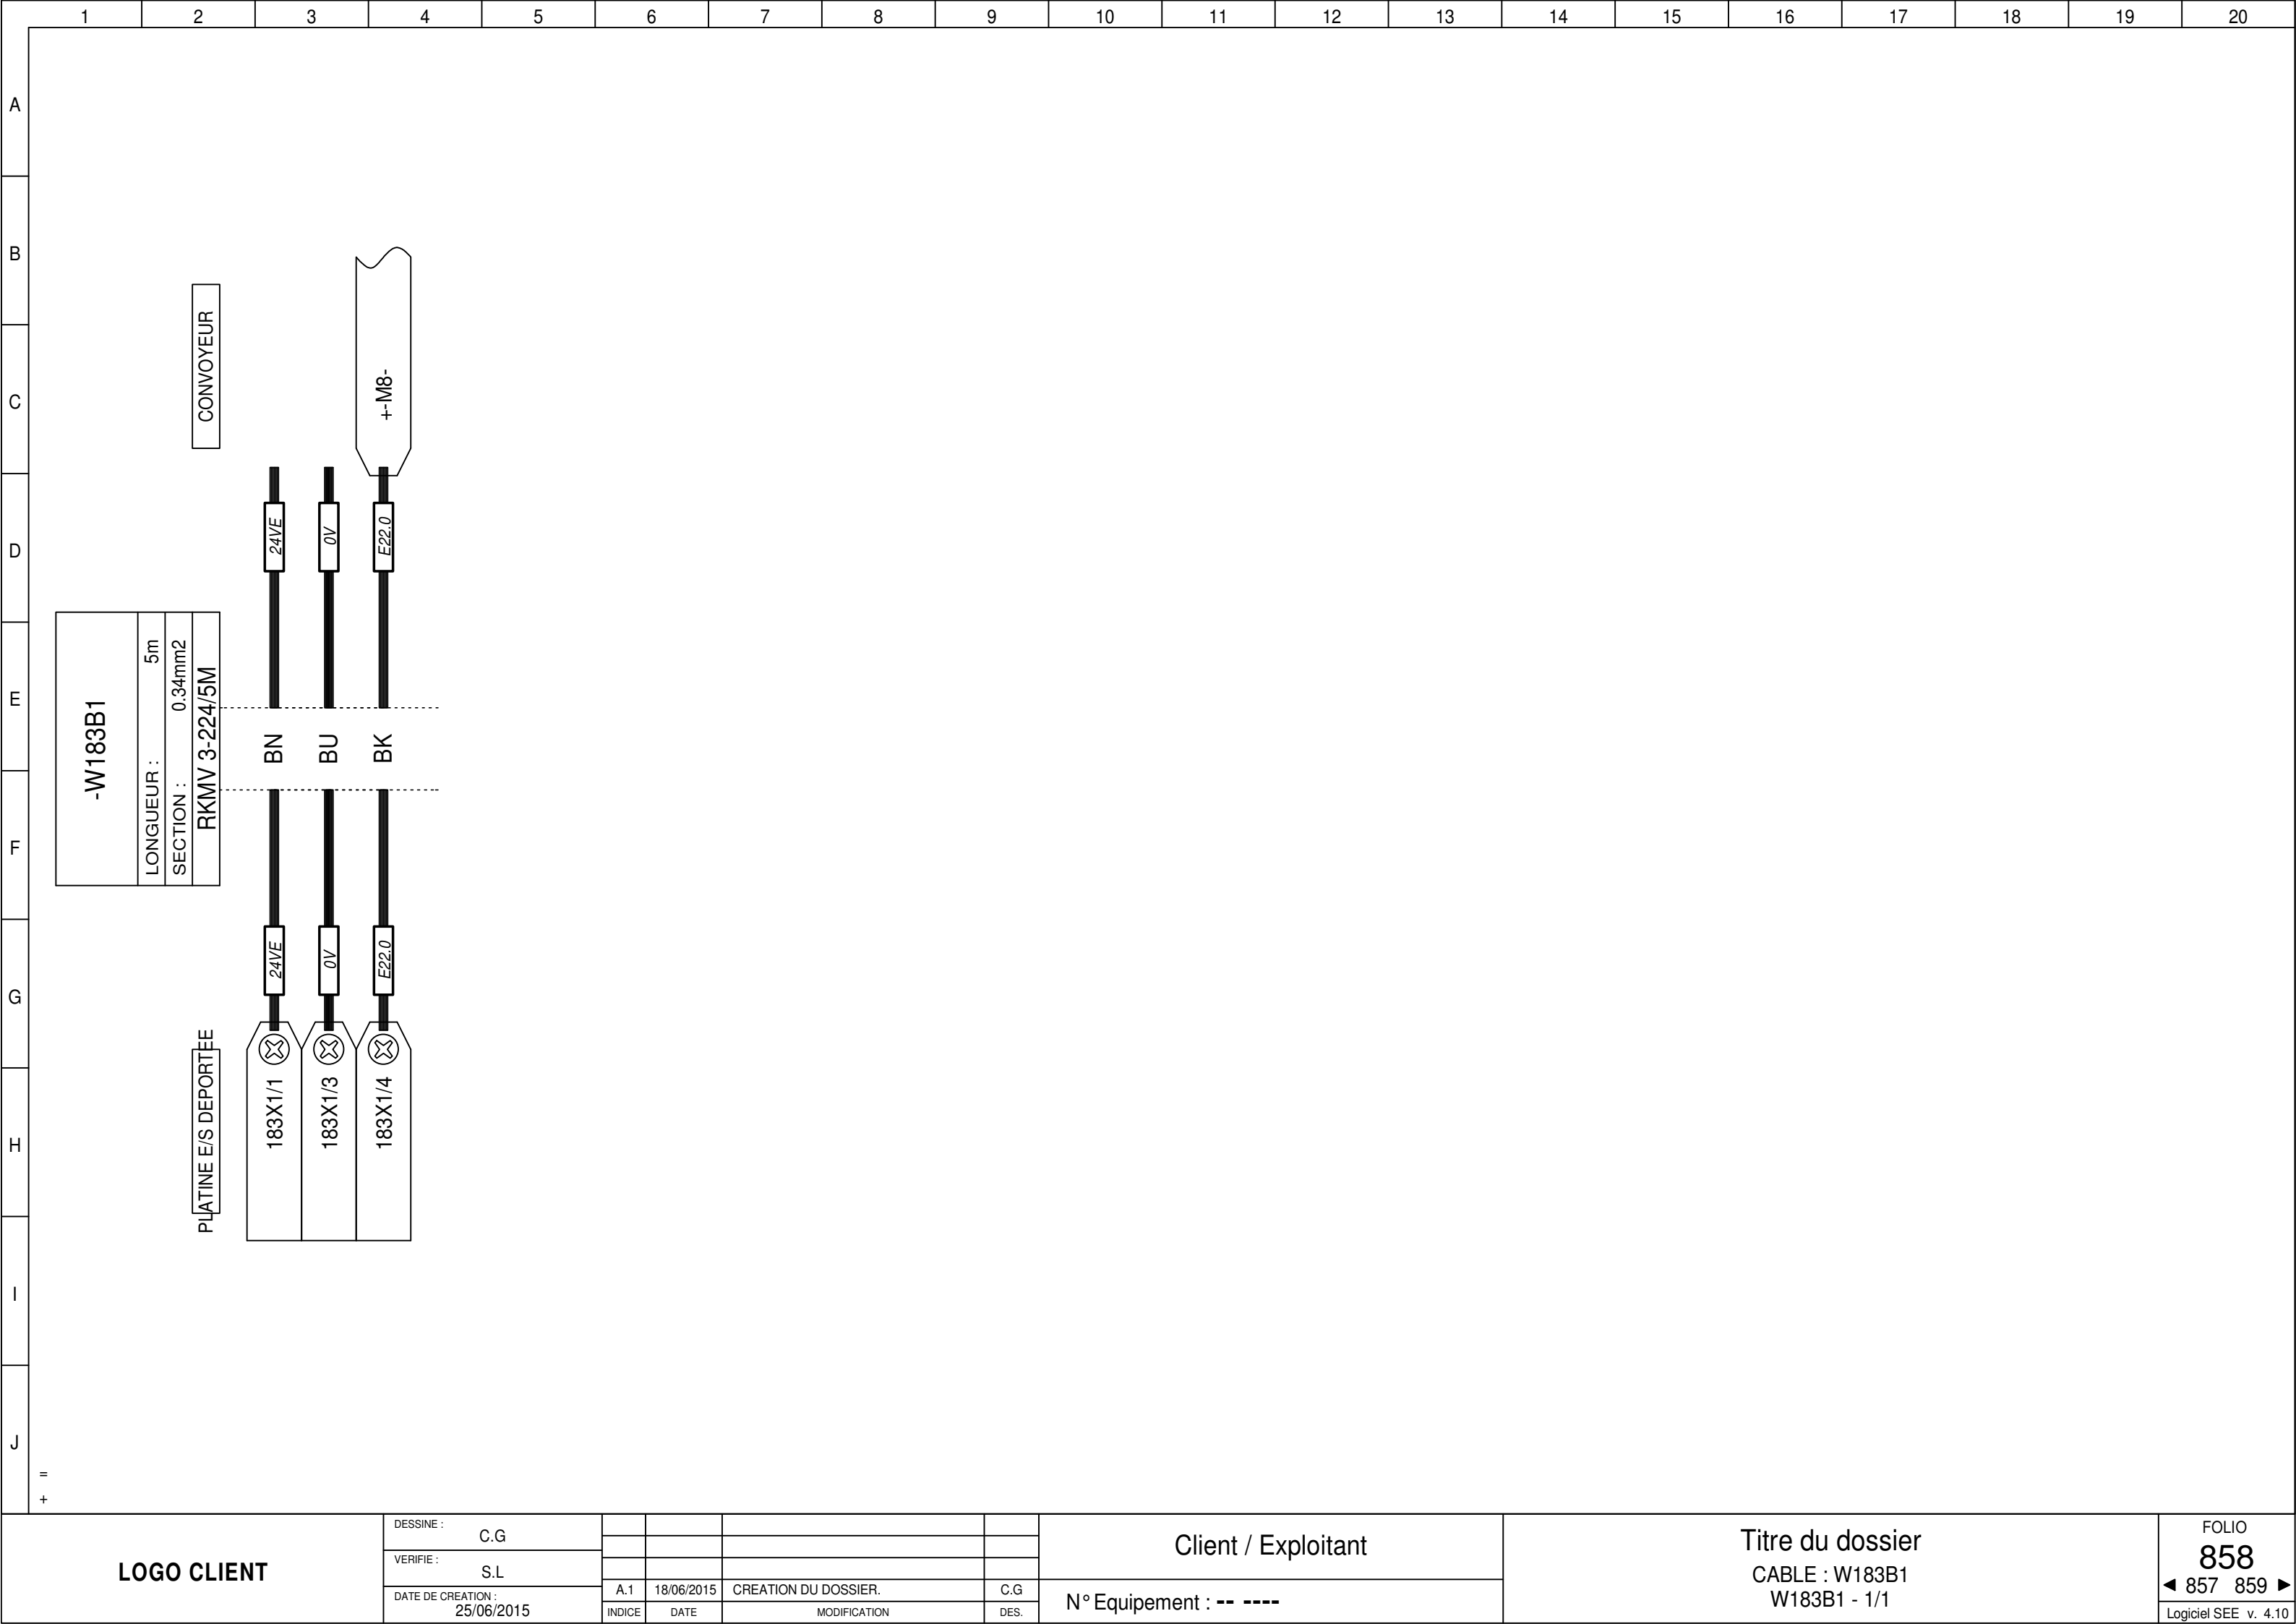 1 2 3 4 5 6 7 8 9 10 11 12 13 14 15 16 17 18 19 20
A
B
C
D
E
F
G
H
I
J
CONVOYEUR
+-M8-
24VE
0V
E22.0
-W183B1
LONGUEUR : 5m
SECTION : 0.34mm2
RKMV 3-224/5M
BN
BU
BK
24VE
0V
E22.0
PLATINE E/S DEPORTEE
183X1/1
183X1/3
183X1/4
=
+
LOGO CLIENT
DESSINE :
C.G
VERIFIE :
S.L
DATE DE CREATION :
25/06/2015
A.1 18/06/2015 CREATION DU DOSSIER. C.G
INDICE DATE MODIFICATION DES.
Client / Exploitant
N° Equipement : -- ----
Titre du dossier
CABLE : W183B1
W183B1 - 1/1
FOLIO
858
◄ 857 859 ►
Logiciel SEE v. 4.10